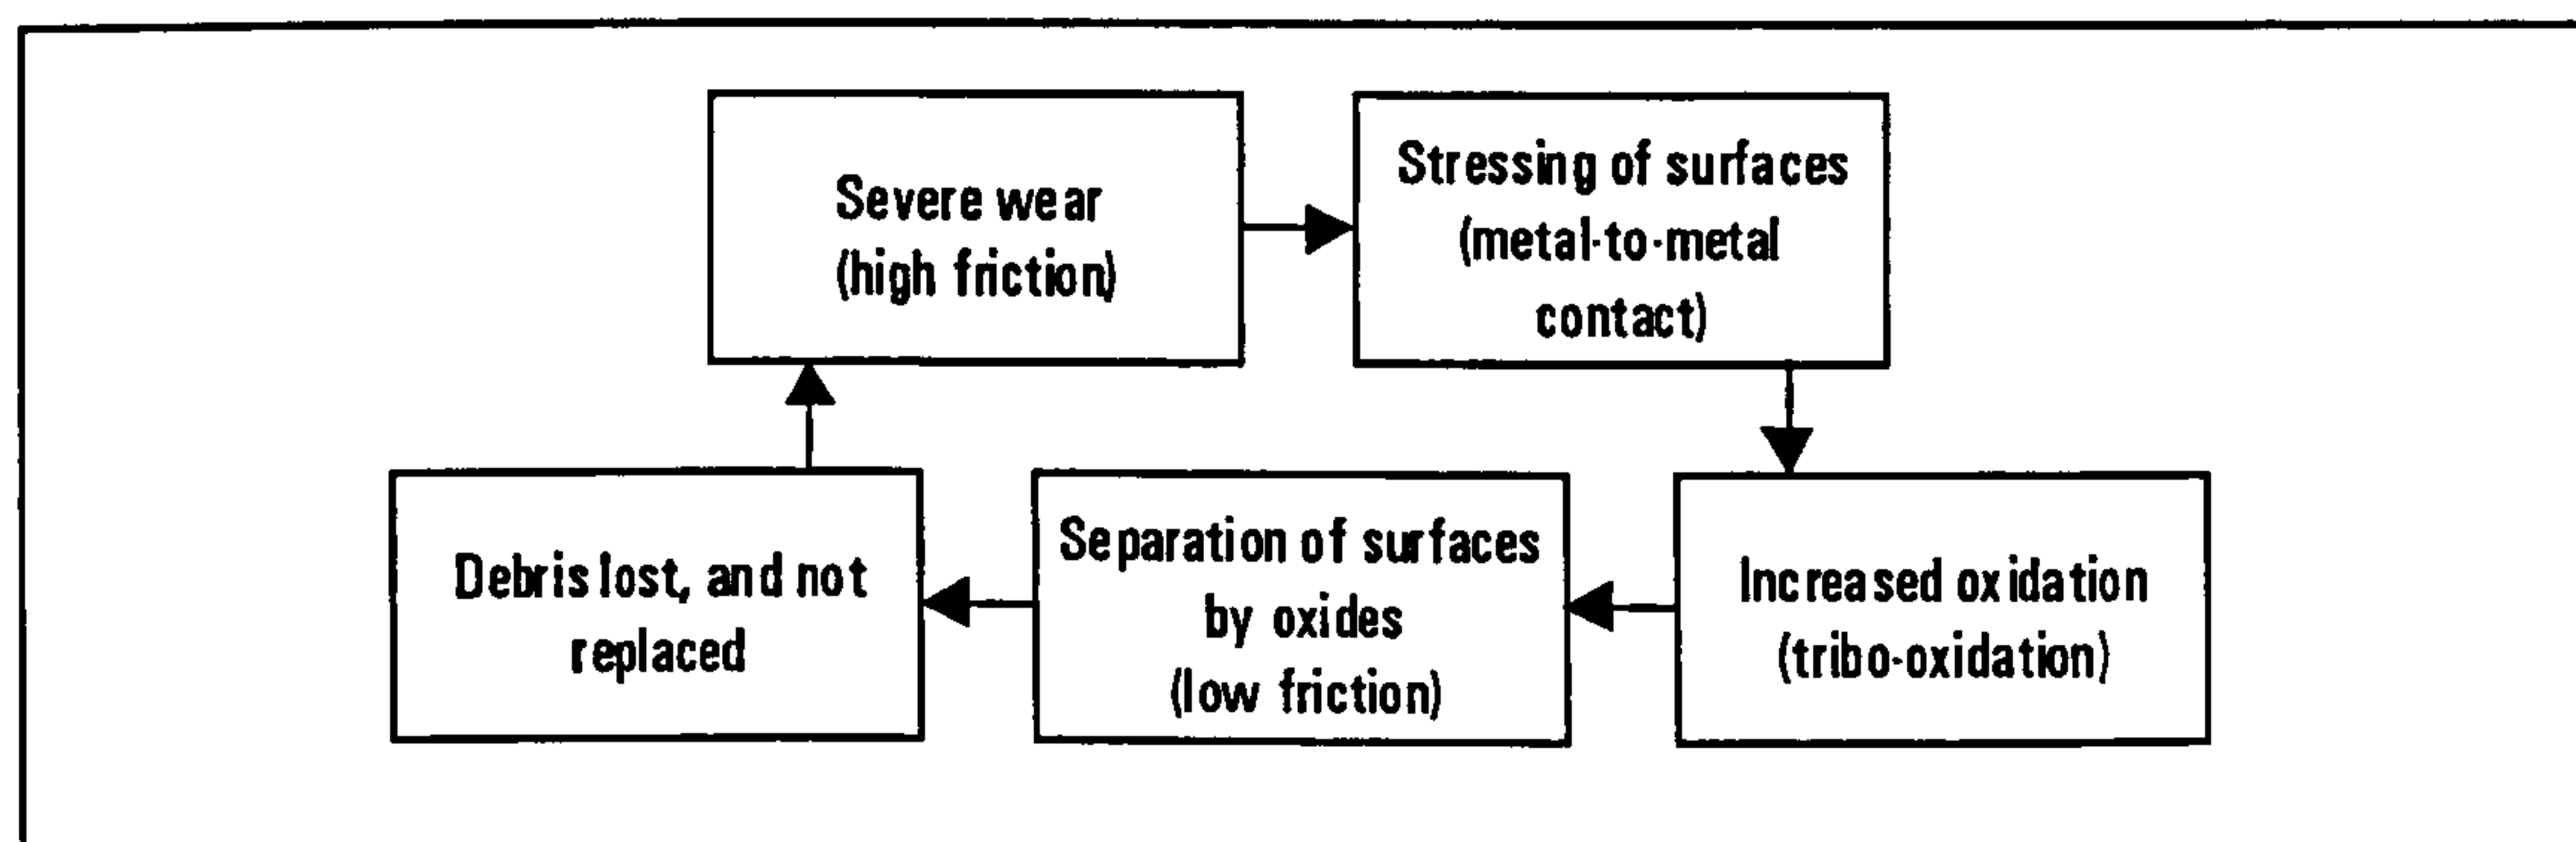 Severe wear
(high friction)
Stressing of surfaces
(metal-to-metal
contact)
Debris lost, and not
replaced
Separation of surfaces
by oxides
(low friction)
Increased oxidation
(tribo-oxidation)